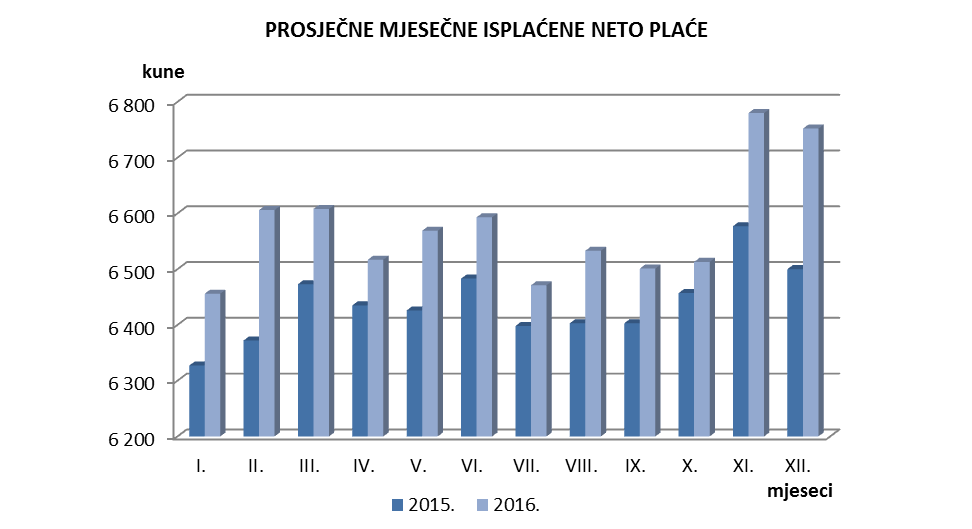 PROSJEČNE MJESEČNE ISPLAĆENE NETO PLAĆE
kune
6 800
6 700
6 600
6 500
6 400
6 300
6 200
I. II. III. IV. V. VI. VII. VIII. IX. X. XI. XII.
mjeseci
2015. 2016.